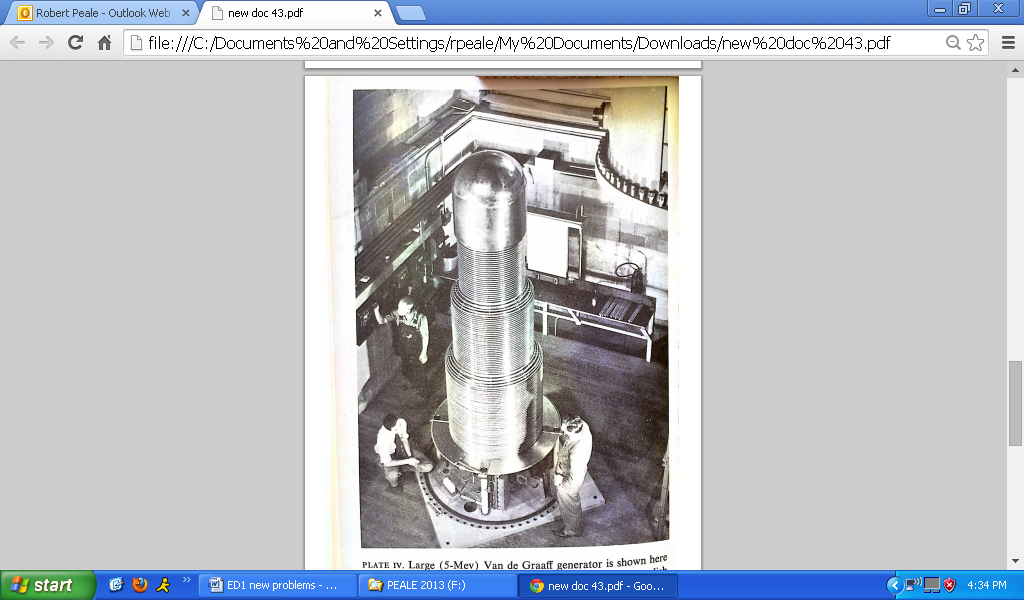 Robert Peale - Outlook Web
new doc 43.pdf
file:///C:/Documents%20and%20Settings/rpeale/My%20Documents/Downloads/new%20doc%2043.pdf
PLATE IV. Large (5-Mev) Van de Graaff generator is shown here
start
ED1 new problems - ...
PEALE 2013 (F:)
new doc 43.pdf - Goo...
4:34 PM